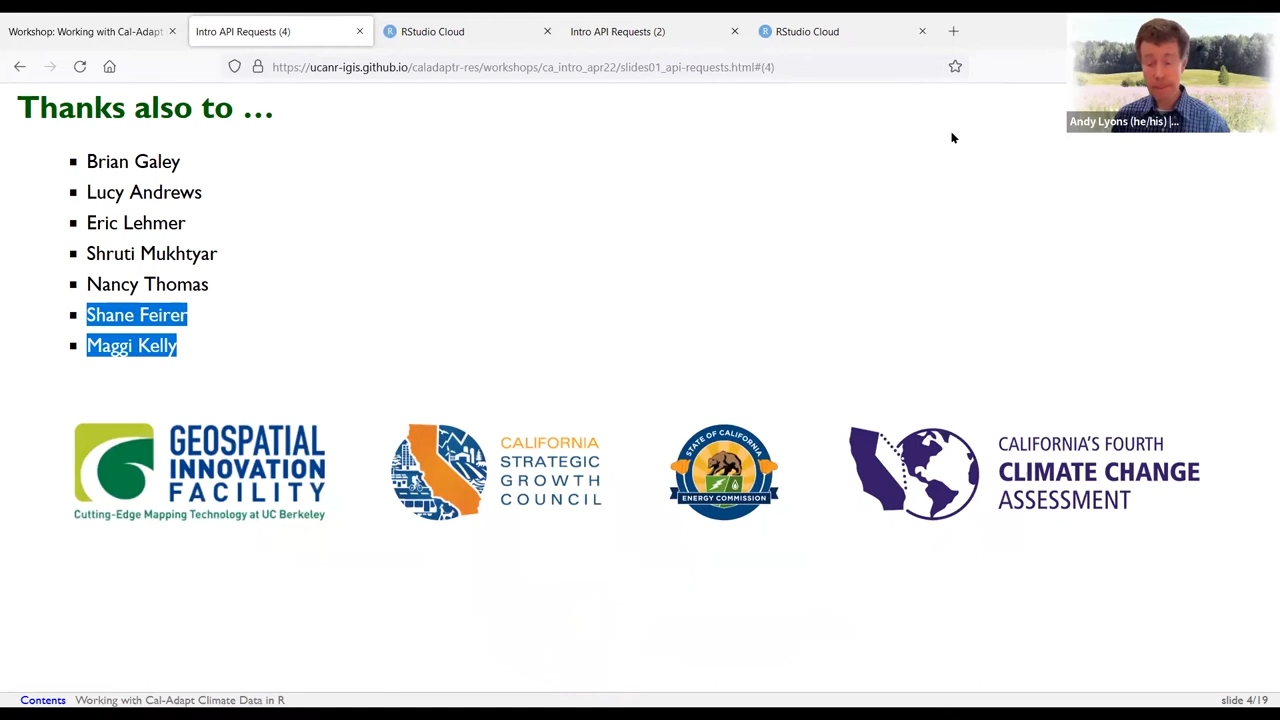 Workshop: Working with Cal-Adapt
Intro API Requests (4)
RStudio Cloud
Intro API Requests (2)
RStudio Cloud
https://ucanr-igis.github.io/caladaptr-res/workshops/ca_intro_apr22/slides01_api-requests.html#(4)
Andy Lyons (he/his) |...
Thanks also to ...
Brian Galey
Lucy Andrews
Eric Lehmer
Shruti Mukhtyar
Nancy Thomas
Shane Feirer
Maggi Kelly
GEOSPATIAL
INNOVATION
FACILITY
Cutting-Edge Mapping Technology at UC Berkeley
CALIFORNIA
STRATEGIC
GROWTH
COUNCIL
STATE OF CALIFORNIA
ENERGY COMMISSION
CALIFORNIA'S FOURTH
CLIMATE CHANGE
ASSESSMENT
Contents Working with Cal-Adapt Climate Data in R
slide 4/19